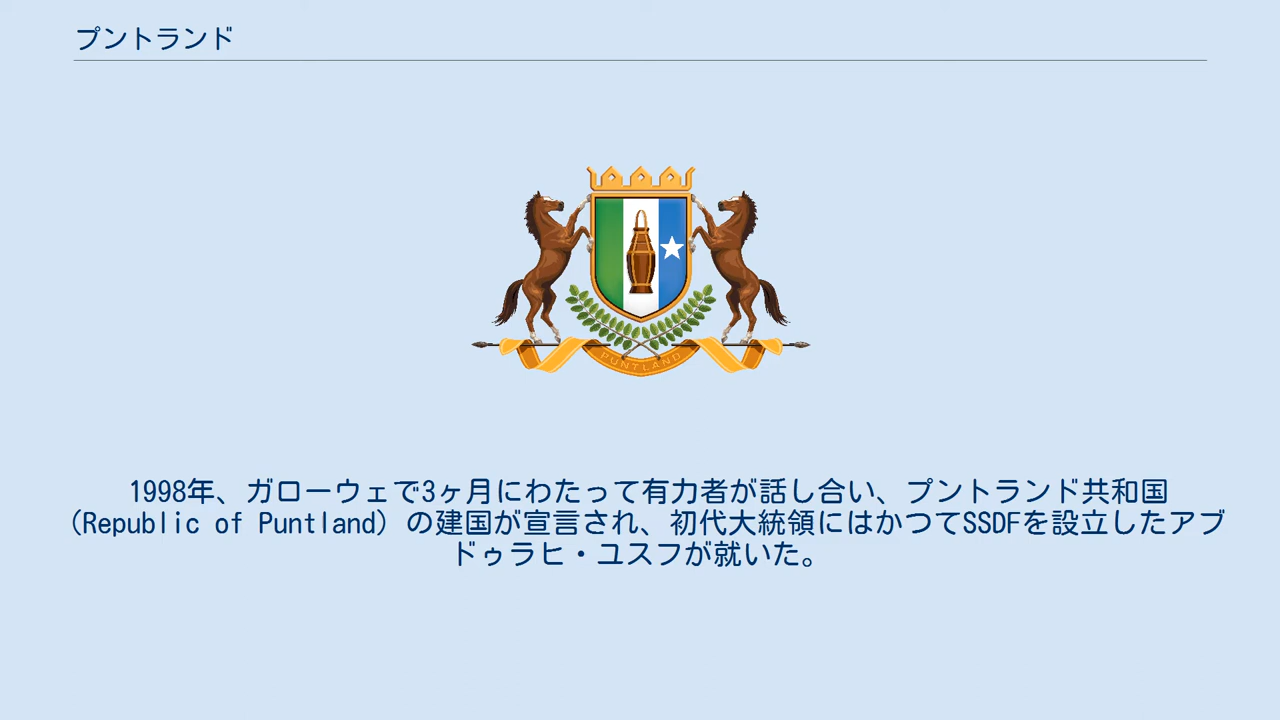 プントランド
PUNTLAND
1998年、ガローウェで3ヶ月にわたって有力者が話し合い、プントランド共和国
(Republic of Puntland) の建国が宣言され、初代大統領にはかつてSSDFを設立したアブ
ドゥラヒ・ユスフが就いた。